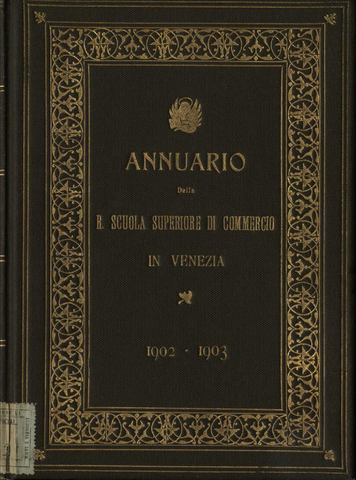 ANNUARIO
Della
R. SCUOLA SUPERIORE DI COMMERCIO
IN VENEZIA
1902 - 1903